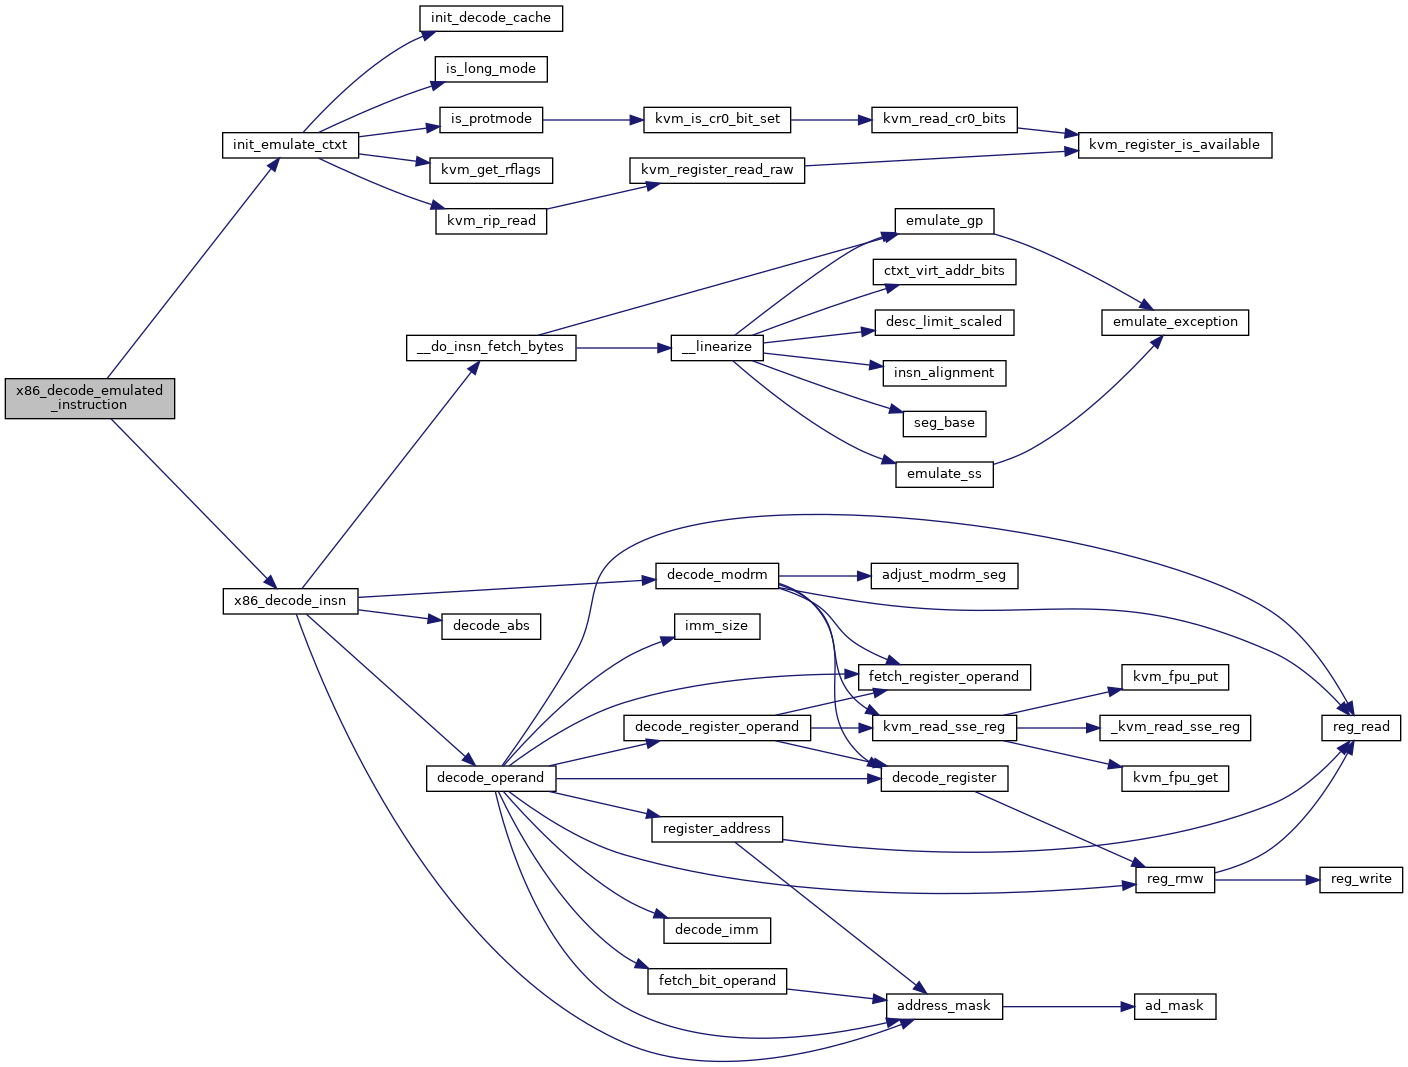 init_decode_cache
is_long_mode
is_protmode
kvm_is_cr0_bit_set
kvm_read_cr0_bits
init_emulate_ctxt
kvm_register_is_available
kvm_get_rflags
kvm_register_read_raw
kvm_rip_read
emulate_gp
ctxt_virt_addr_bits
desc_limit_scaled
emulate_exception
__do_insn_fetch_bytes
__linearize
insn_alignment
x86_decode_emulated
_instruction
seg_base
emulate_ss
decode_modrm
adjust_modrm_seg
x86_decode_insn
decode_abs
imm_size
fetch_register_operand
kvm_fpu_put
decode_register_operand
kvm_read_sse_reg
_kvm_read_sse_reg
reg_read
decode_operand
decode_register
kvm_fpu_get
register_address
reg_rmw
reg_write
decode_imm
fetch_bit_operand
address_mask
ad_mask